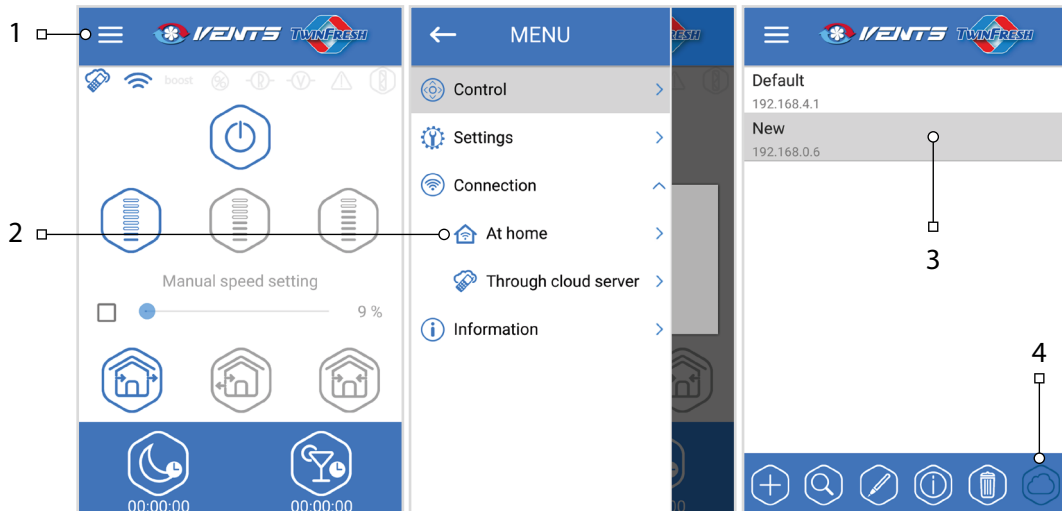 1
VENTS TWINFRESH
boost
Manual speed setting
9 %
00:00:00 00:00:00
2
MENU
Control
Settings
Connection
At home
Through cloud server
Information
RESH
00
VENTS TWINFRESH
Default
192.168.4.1
New
192.168.0.6
3
4